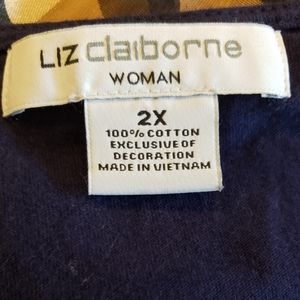 LIZ claiborne
WOMAN
2X
100% COTTON
EXCLUSIVE OF
DECORATION
MADE IN VIETNAM